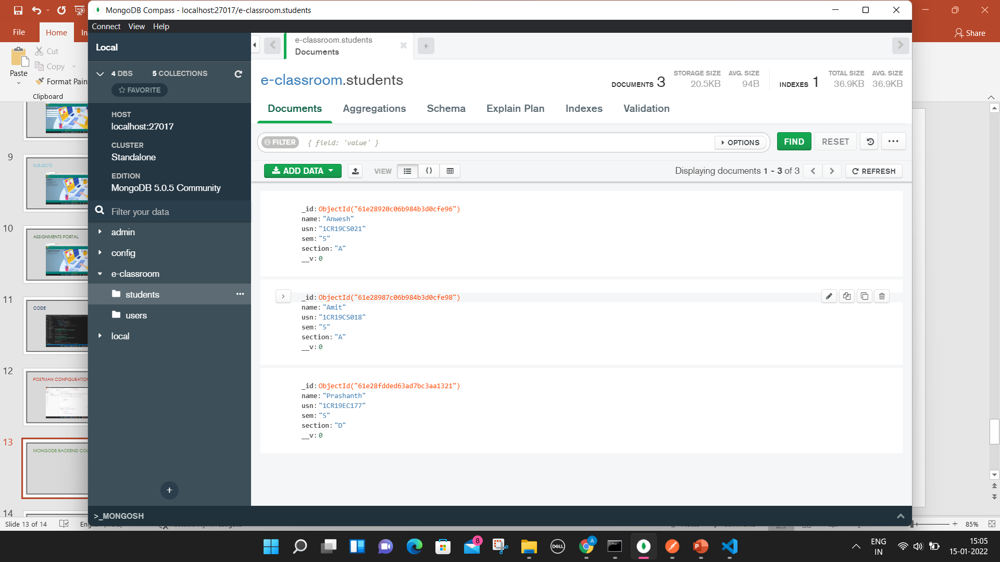 MongoDB Compass - localhost:27017/e-classroom.students
Connect View Help
File
Home
Share
Cut
Copy
Paste
Format Pain
Clipboard
Local
4 DBS
5 COLLECTIONS
FAVORITE
HOST
localhost:27017
CLUSTER
Standalone
EDITION
MongoDB 5.0.5 Community
Filter your data
admin
config
e-classroom
students
users
local
+
>_MONGOSH
e-classroom.students
Documents
e-classroom.students
DOCUMENTS 3
STORAGE SIZE
20.5KB
AVG. SIZE
94B
INDEXES 1
TOTAL SIZE
36.9KB
AVG. SIZE
36.9KB
Documents Aggregations Schema Explain Plan Indexes Validation
FILTER { field: 'value' }
OPTIONS
FIND
RESET
ADD DATA
VIEW
{}
Displaying documents 1 - 3 of 3
REFRESH
_id: ObjectId("61e28920c06b984b3d0cfe96")
name: "Anwesh"
usn: "1CR19CS021"
sem: "5"
section: "A"
__v: 0
_id: ObjectId("61e28987c06b984b3d0cfe98")
name: "Amit"
usn: "1CR19CS018"
sem: "5"
section: "A"
__v: 0
_id: ObjectId("61e28fdded63ad7bc3aa1321")
name: "Prashanth"
usn: "1CR19EC177"
sem: "5"
section: "D"
__v: 0
9
SUBJECTS
10
ASSIGNMENTS PORTAL
11
CODE
12
POSTMAN CONFIGURATION
13
MONGODB BACKEND COL
14
Slide 13 of 14
85%
8
DELL
A
ENG
IN
15:05
15-01-2022